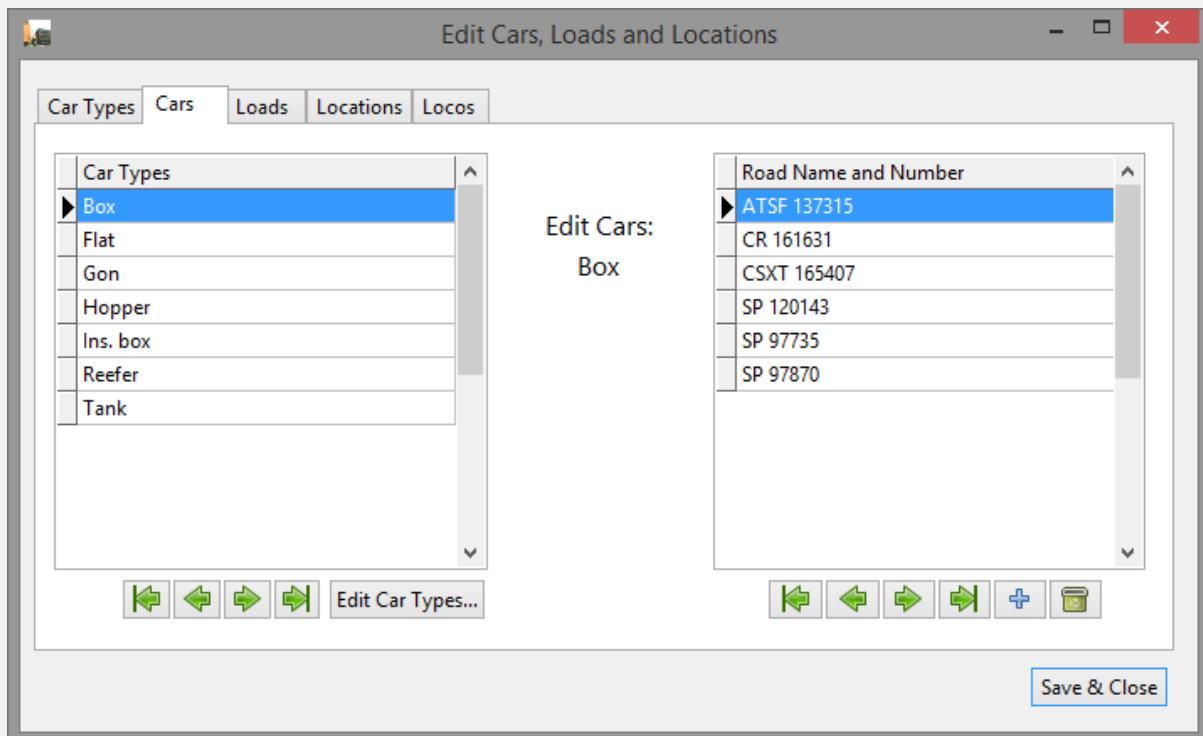 Edit Cars, Loads and Locations
Car Types Cars Loads Locations Locos
Car Types
Box
Flat
Gon
Hopper
Ins. box
Reefer
Tank
Edit Cars:
Box
Road Name and Number
ATSF 137315
CR 161631
CSXT 165407
SP 120143
SP 97735
SP 97870
Edit Car Types...
Save & Close